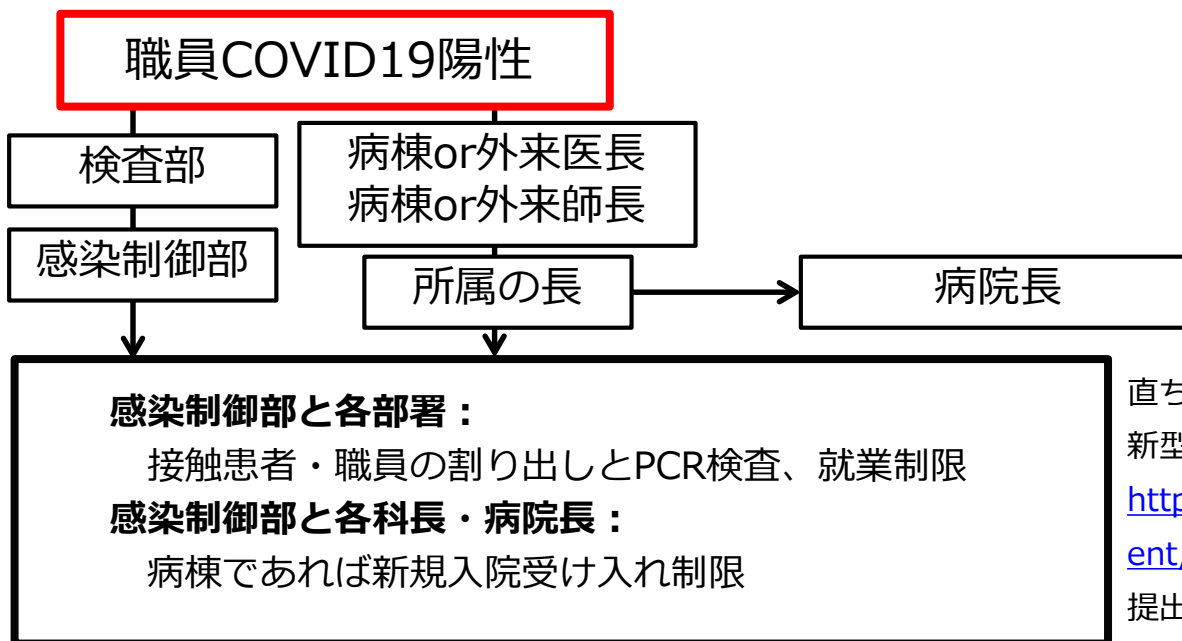 職員COVID19陽性
検査部
病棟or外来医長
病棟or外来師長
感染制御部
所属の長
病院長
感染制御部と各部署：
接触患者・職員の割り出しとPCR検査、就業制限
感染制御部と各科長・病院長：
病棟であれば新規入院受け入れ制限
直ち
新型
http
ent/
提出